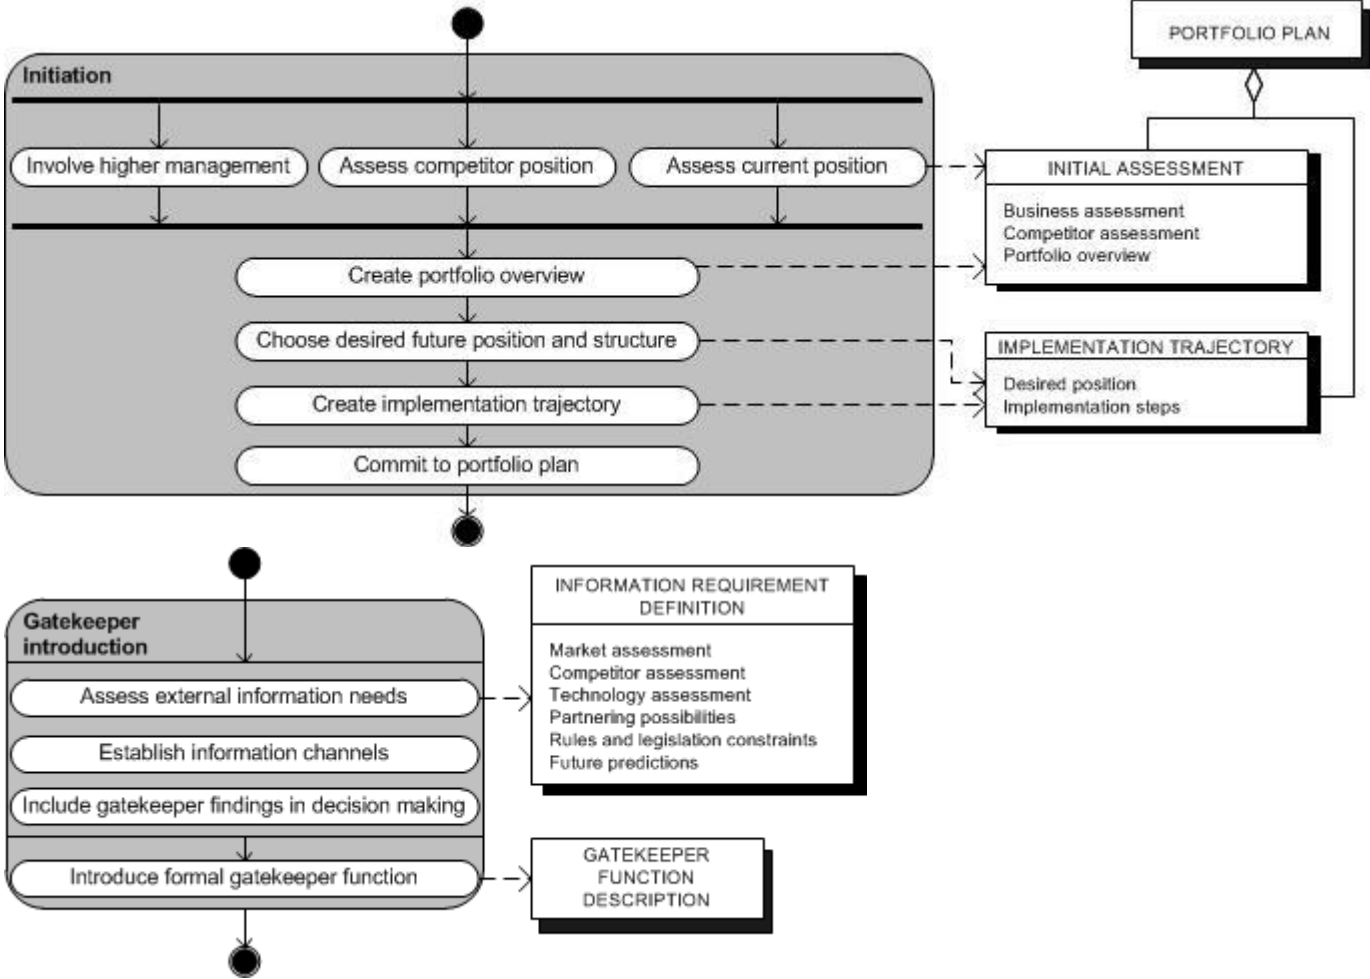 PORTFOLIO PLAN
Initiation
Involve higher management
Assess competitor position
Assess current position
INITIAL ASSESSMENT
Business assessment
Competitor assessment
Portfolio overview
Create portfolio overview
Choose desired future position and structure
IMPLEMENTATION TRAJECTORY
Desired position
Implementation steps
Create implementation trajectory
Commit to portfolio plan
Gatekeeper
introduction
INFORMATION REQUIREMENT
DEFINITION
Market assessment
Competitor assessment
Technology assessment
Partnering possibilities
Rules and legislation constraints
Future predictions
Assess external information needs
Establish information channels
Include gatekeeper findings in decision making
Introduce formal gatekeeper function
GATEKEEPER
FUNCTION
DESCRIPTION